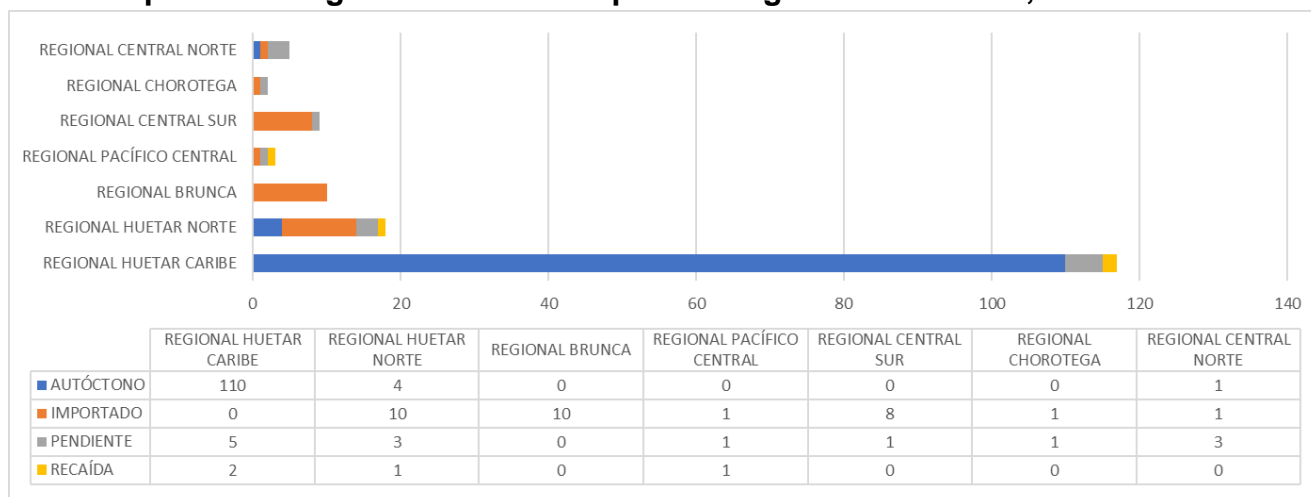 REGIONAL CENTRAL NORTE
REGIONAL CHOROTEGA
REGIONAL CENTRAL SUR
REGIONAL PACÍFICO CENTRAL
REGIONAL BRUNCA
REGIONAL HUETAR NORTE
REGIONAL HUETAR CARIBE
0 20 40 60 80 100 120 140
REGIONAL HUETAR CARIBE REGIONAL HUETAR NORTE REGIONAL BRUNCA REGIONAL PACÍFICO CENTRAL REGIONAL CENTRAL SUR REGIONAL CHOROTEGA REGIONAL CENTRAL NORTE
AUTÓCTONO 110 4 0 0 0 0 1
IMPORTADO 0 10 10 1 8 1 1
PENDIENTE 5 3 0 1 1 1 3
RECAÍDA 2 1 0 1 0 0 0